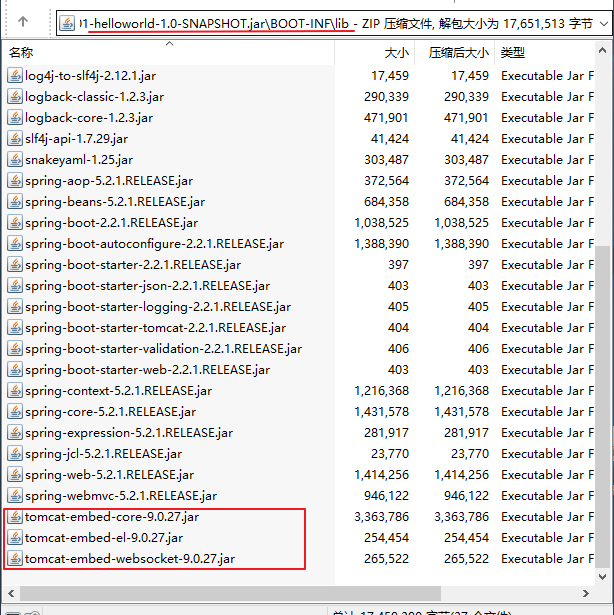 01-helloworld-1.0-SNAPSHOT.jar\BOOT-INF\lib - ZIP 压缩文件, 解包大小为 17,651,513 字节
名称 大小 压缩后大小 类型
log4j-to-slf4j-2.12.1.jar 17,459 17,459 Executable Jar F
logback-classic-1.2.3.jar 290,339 290,339 Executable Jar F
logback-core-1.2.3.jar 471,901 471,901 Executable Jar F
slf4j-api-1.7.29.jar 41,424 41,424 Executable Jar F
snakeyaml-1.25.jar 303,487 303,487 Executable Jar F
spring-aop-5.2.1.RELEASE.jar 372,564 372,564 Executable Jar F
spring-beans-5.2.1.RELEASE.jar 684,358 684,358 Executable Jar F
spring-boot-2.2.1.RELEASE.jar 1,038,525 1,038,525 Executable Jar F
spring-boot-autoconfigure-2.2.1.RELEASE.jar 1,388,390 1,388,390 Executable Jar F
spring-boot-starter-2.2.1.RELEASE.jar 397 397 Executable Jar F
spring-boot-starter-json-2.2.1.RELEASE.jar 403 403 Executable Jar F
spring-boot-starter-logging-2.2.1.RELEASE.jar 405 405 Executable Jar F
spring-boot-starter-tomcat-2.2.1.RELEASE.jar 404 404 Executable Jar F
spring-boot-starter-validation-2.2.1.RELEASE.jar 406 406 Executable Jar F
spring-boot-starter-web-2.2.1.RELEASE.jar 403 403 Executable Jar F
spring-context-5.2.1.RELEASE.jar 1,216,368 1,216,368 Executable Jar F
spring-core-5.2.1.RELEASE.jar 1,431,578 1,431,578 Executable Jar F
spring-expression-5.2.1.RELEASE.jar 281,917 281,917 Executable Jar F
spring-jcl-5.2.1.RELEASE.jar 23,770 23,770 Executable Jar F
spring-web-5.2.1.RELEASE.jar 1,414,256 1,414,256 Executable Jar F
spring-webmvc-5.2.1.RELEASE.jar 946,122 946,122 Executable Jar F
tomcat-embed-core-9.0.27.jar 3,363,786 3,363,786 Executable Jar F
tomcat-embed-el-9.0.27.jar 254,454 254,454 Executable Jar F
tomcat-embed-websocket-9.0.27.jar 265,522 265,522 Executable Jar F